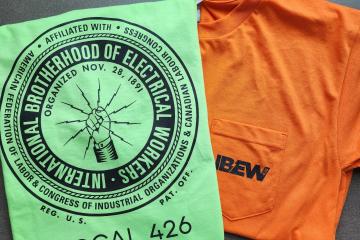 · AFFILIATED WITH ·
AMERICAN FEDERATION OF LABOR & CONGRESS OF INDUSTRIAL ORGANIZATIONS & CANADIAN LABOUR CONGRESS
· INTERNATIONAL BROTHERHOOD OF ELECTRICAL WORKERS ·
ORGANIZED NOV. 28, 1891
REG. U.S. PAT. OFF.
LOCAL 426
IBEW